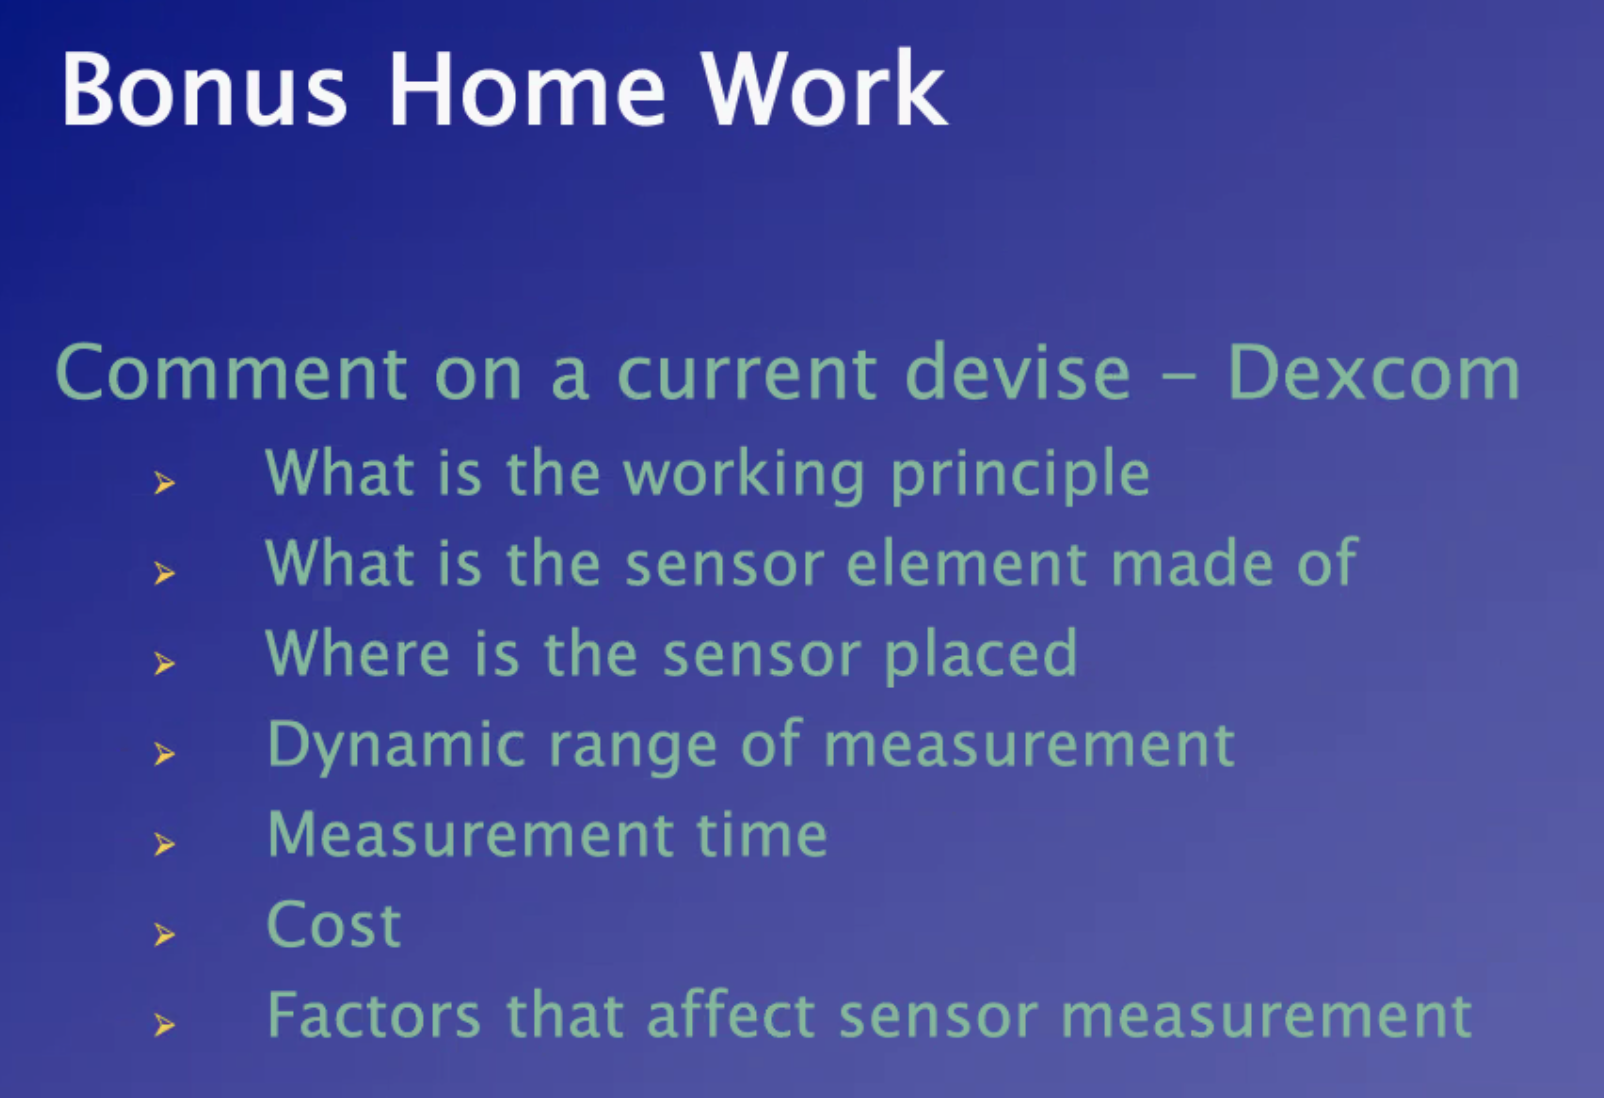 Bonus Home Work
Comment on a current devise – Dexcom
➢ What is the working principle
➢ What is the sensor element made of
➢ Where is the sensor placed
➢ Dynamic range of measurement
➢ Measurement time
➢ Cost
➢ Factors that affect sensor measurement